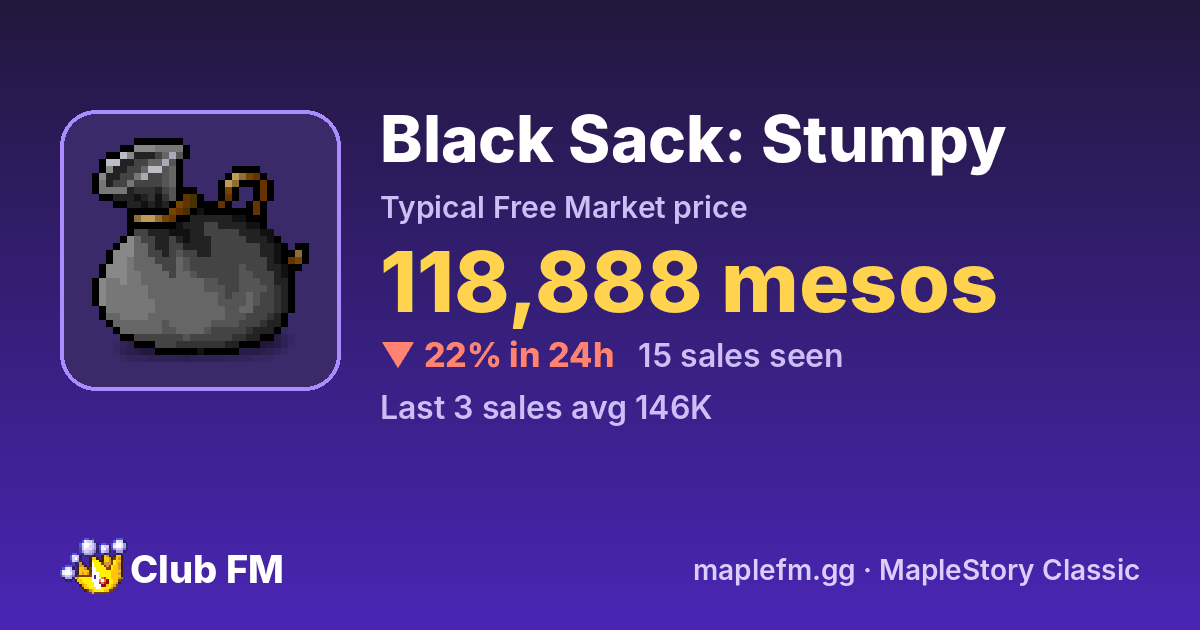 Black Sack: Stumpy
Typical Free Market price
118,888 mesos
▼ 22% in 24h 15 sales seen
Last 3 sales avg 146K
Club FM
maplefm.gg · MapleStory Classic